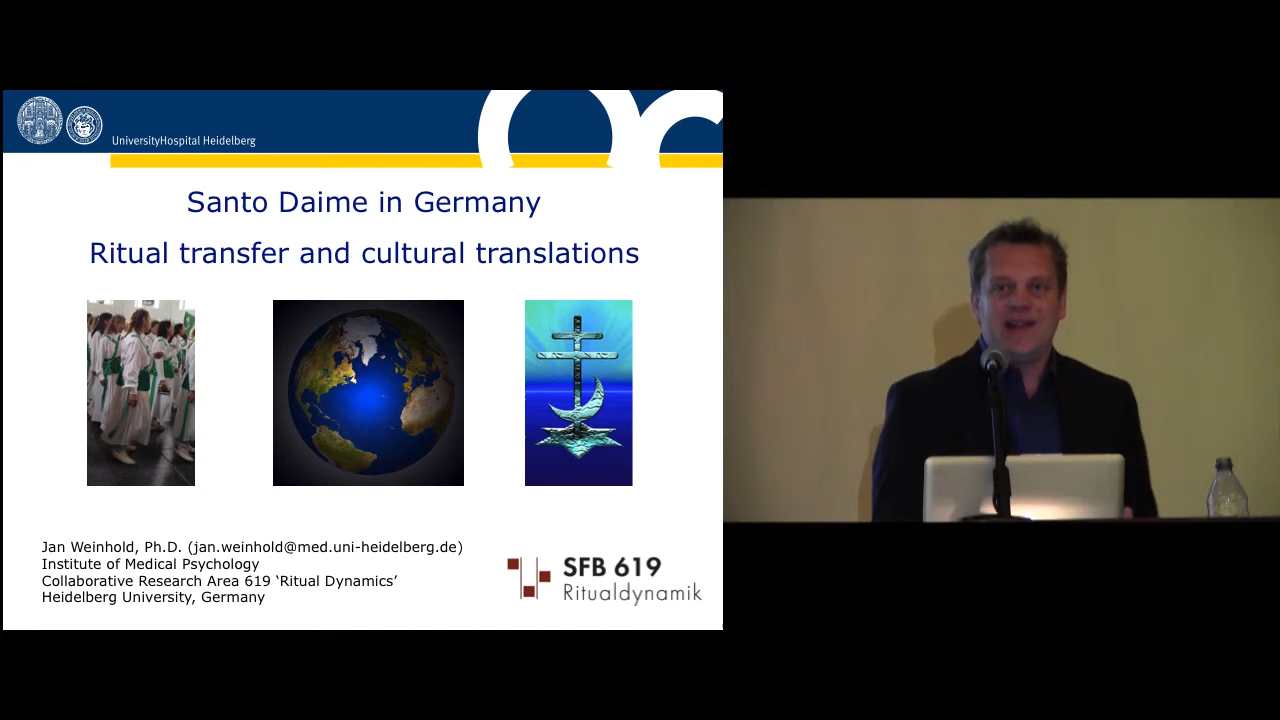 UniversityHospital Heidelberg
Santo Daime in Germany
Ritual transfer and cultural translations
Jan Weinhold, Ph.D. (jan.weinhold@med.uni-heidelberg.de)
Institute of Medical Psychology
Collaborative Research Area 619 ‘Ritual Dynamics’
Heidelberg University, Germany
SFB 619
Ritualdynamik